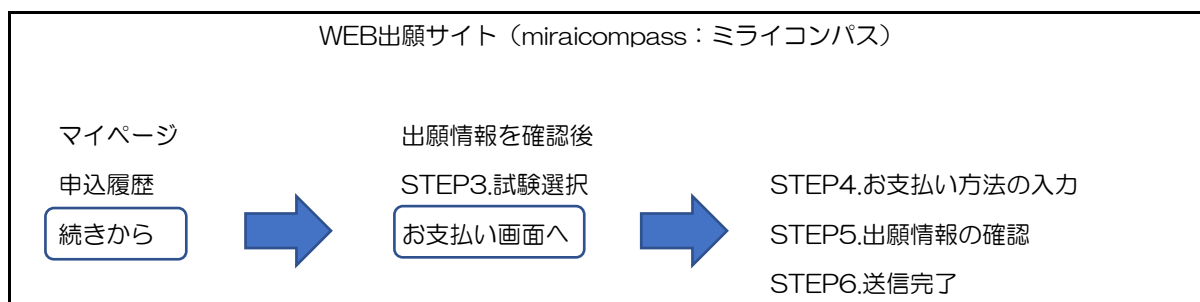 WEB出願サイト（miraicompass：ミライコンパス）
マイページ
申込履歴
続きから
出願情報を確認後
STEP3.試験選択
お支払い画面へ
STEP4.お支払い方法の入力
STEP5.出願情報の確認
STEP6.送信完了